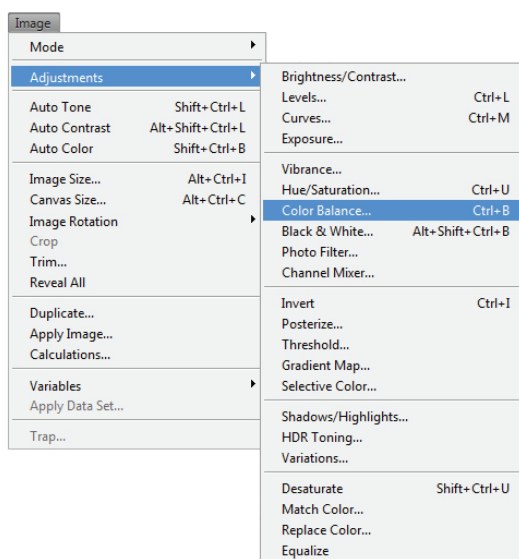 Image
Mode
Adjustments
Auto Tone Shift+Ctrl+L
Auto Contrast Alt+Shift+Ctrl+L
Auto Color Shift+Ctrl+B
Image Size... Alt+Ctrl+I
Canvas Size... Alt+Ctrl+C
Image Rotation
Crop
Trim...
Reveal All
Duplicate...
Apply Image...
Calculations...
Variables
Apply Data Set...
Trap...
Brightness/Contrast...
Levels... Ctrl+L
Curves... Ctrl+M
Exposure...
Vibrance...
Hue/Saturation... Ctrl+U
Color Balance... Ctrl+B
Black & White... Alt+Shift+Ctrl+B
Photo Filter...
Channel Mixer...
Invert Ctrl+I
Posterize...
Threshold...
Gradient Map...
Selective Color...
Shadows/Highlights...
HDR Toning...
Variations...
Desaturate Shift+Ctrl+U
Match Color...
Replace Color...
Equalize